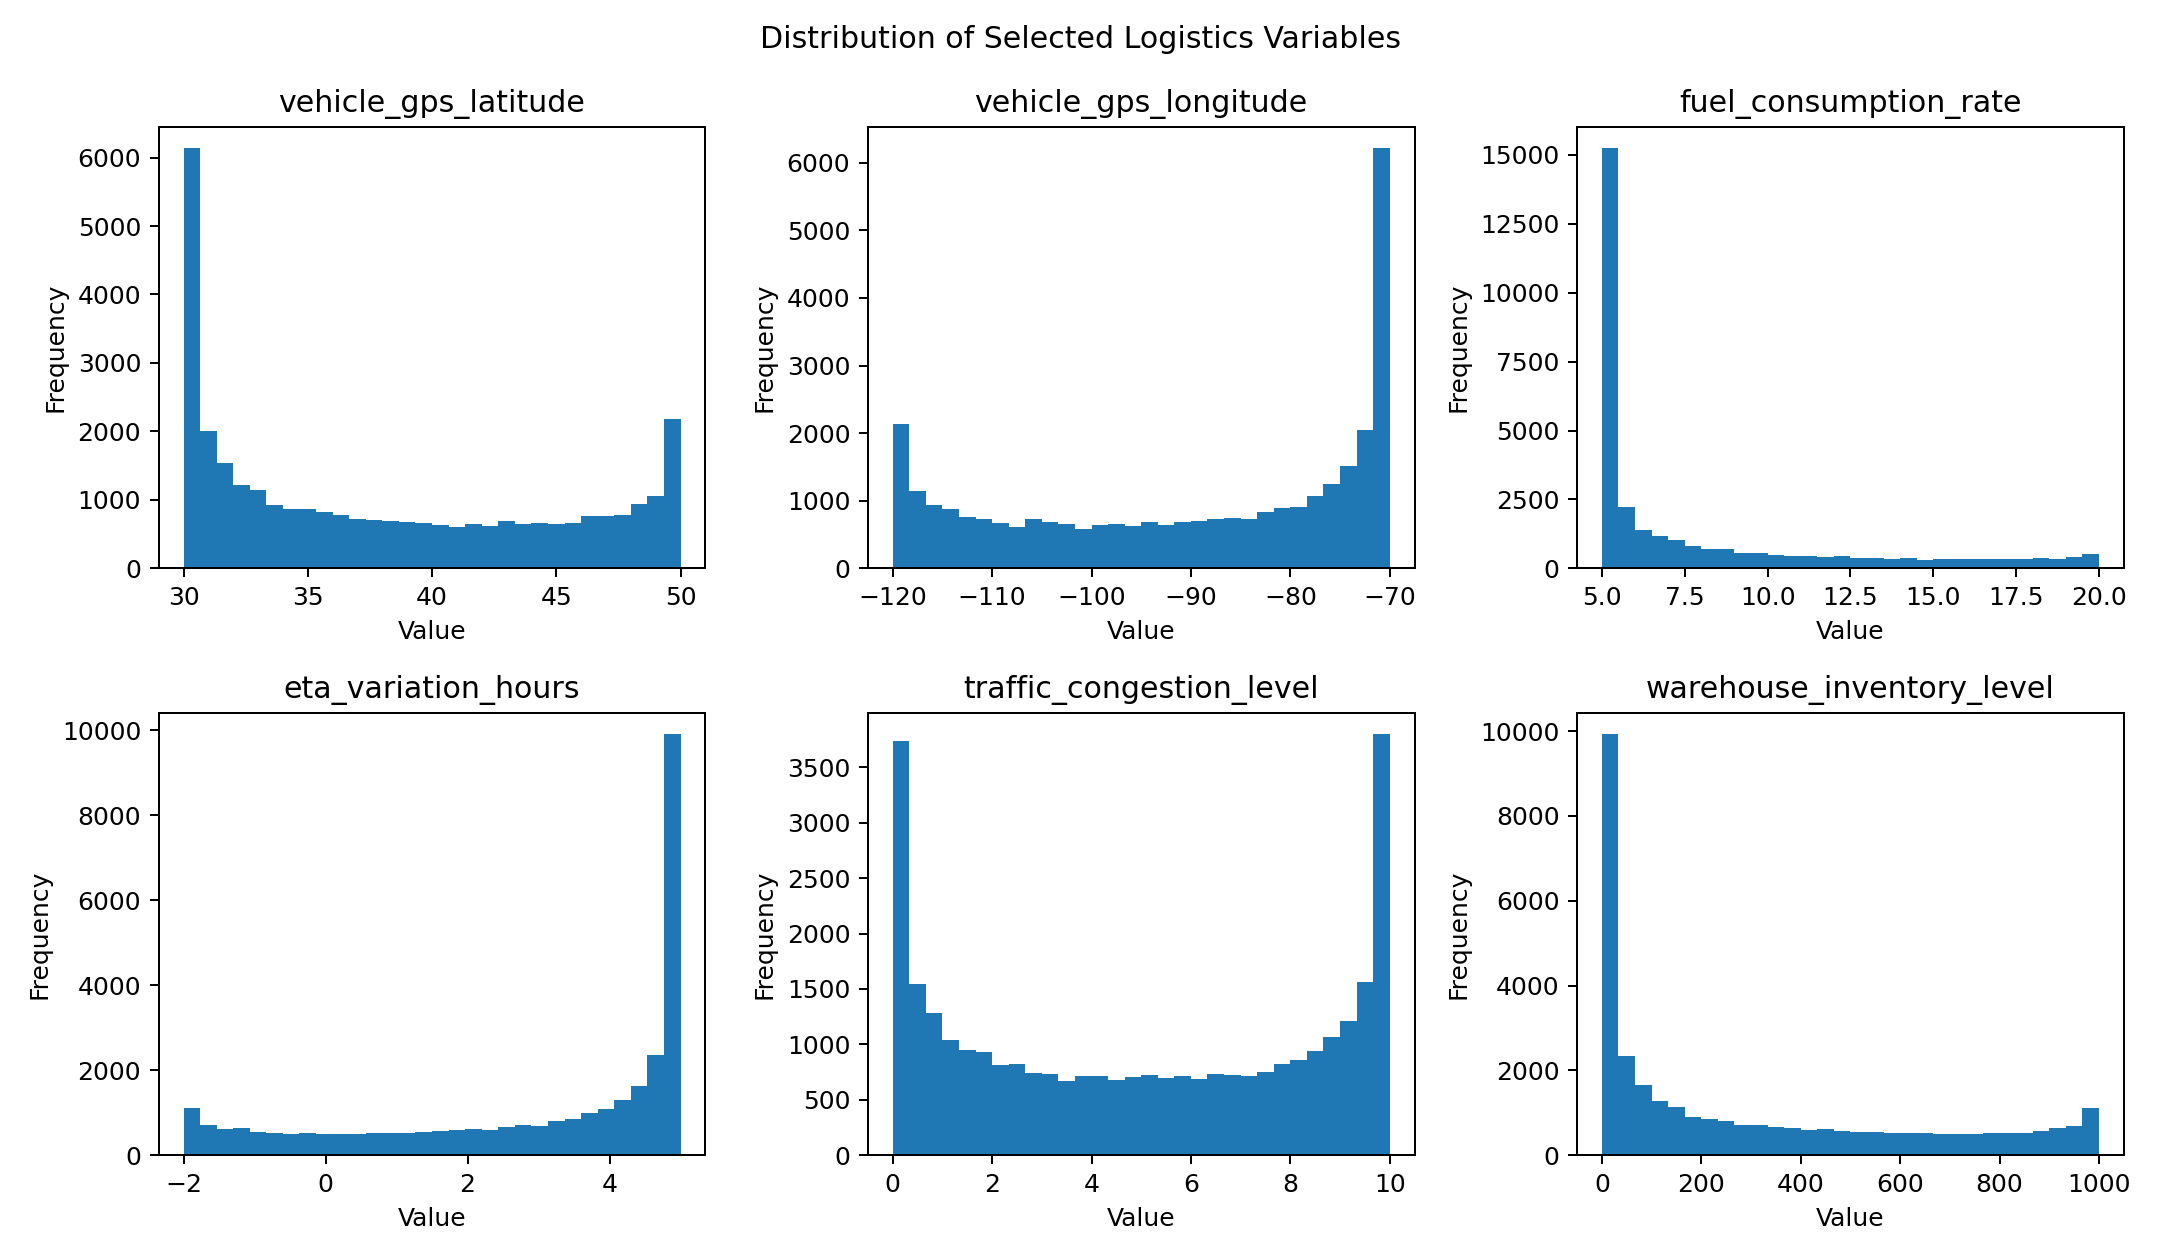 Distribution of Selected Logistics Variables
vehicle_gps_latitude
Frequency
6000
5000
4000
3000
2000
1000
0
30 35 40 45 50
Value
vehicle_gps_longitude
Frequency
6000
5000
4000
3000
2000
1000
0
−120 −110 −100 −90 −80 −70
Value
fuel_consumption_rate
Frequency
15000
12500
10000
7500
5000
2500
0
5.0 7.5 10.0 12.5 15.0 17.5 20.0
Value
eta_variation_hours
Frequency
10000
8000
6000
4000
2000
0
−2 0 2 4
Value
traffic_congestion_level
Frequency
3500
3000
2500
2000
1500
1000
500
0
0 2 4 6 8 10
Value
warehouse_inventory_level
Frequency
10000
8000
6000
4000
2000
0
0 200 400 600 800 1000
Value